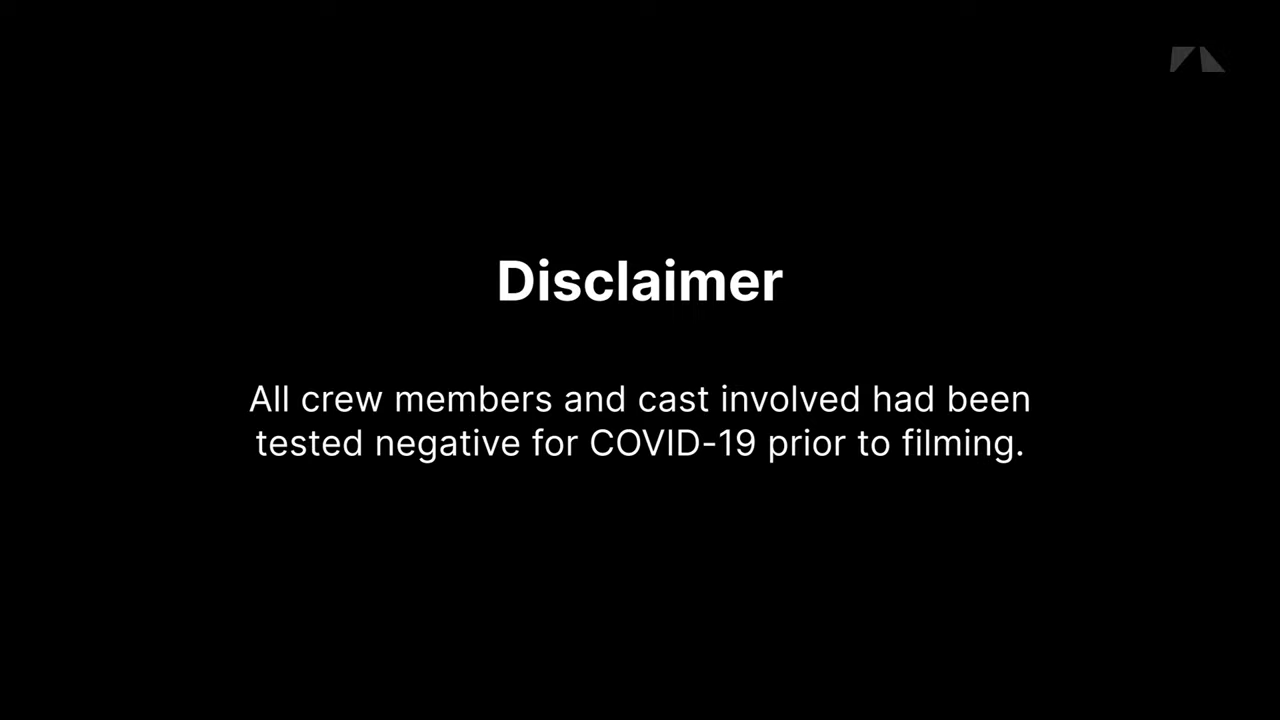 Disclaimer
All crew members and cast involved had been
tested negative for COVID-19 prior to filming.